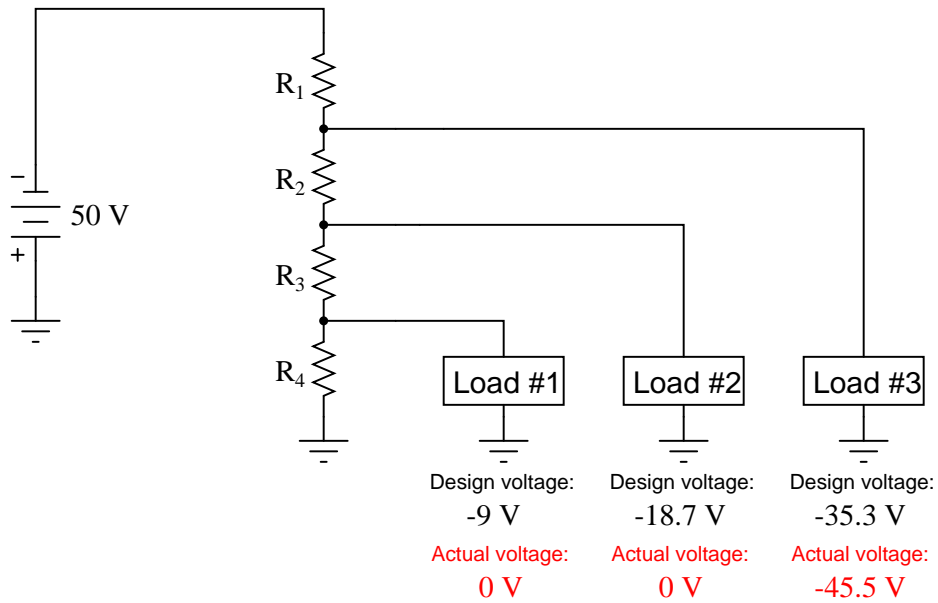 R1
-
R2
50 V
+
R3
R4
Load #1 Load #2 Load #3
Design voltage: Design voltage: Design voltage:
-9 V -18.7 V -35.3 V
Actual voltage: Actual voltage: Actual voltage:
0 V 0 V -45.5 V